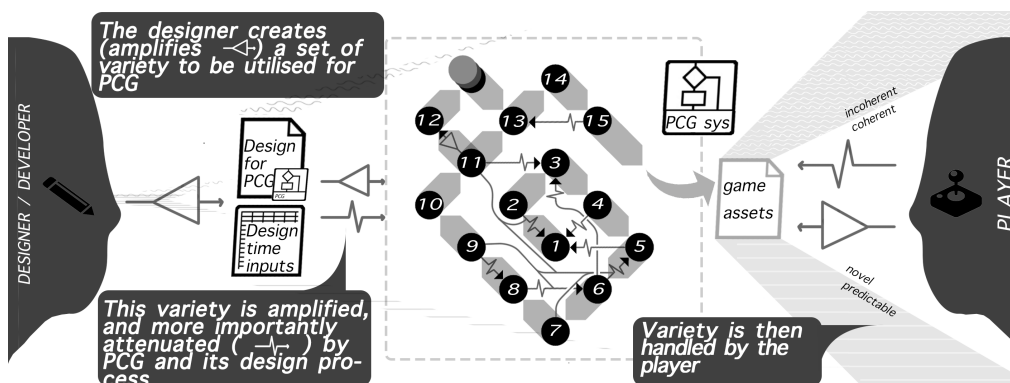 The designer creates
(amplifies ) a set of
variety to be utilised for
PCG
DESIGNER / DEVELOPER
Design
for
PCG
Design
time
inputs
This variety is amplified,
and more importantly
attenuated ( ) by
PCG and its design pro-
cess
14
12
13
15
11
3
10
2
4
9
1
5
8
6
7
PCG sys
game
assets
incoherent
coherent
novel
predictable
Variety is then
handled by the
player
PLAYER